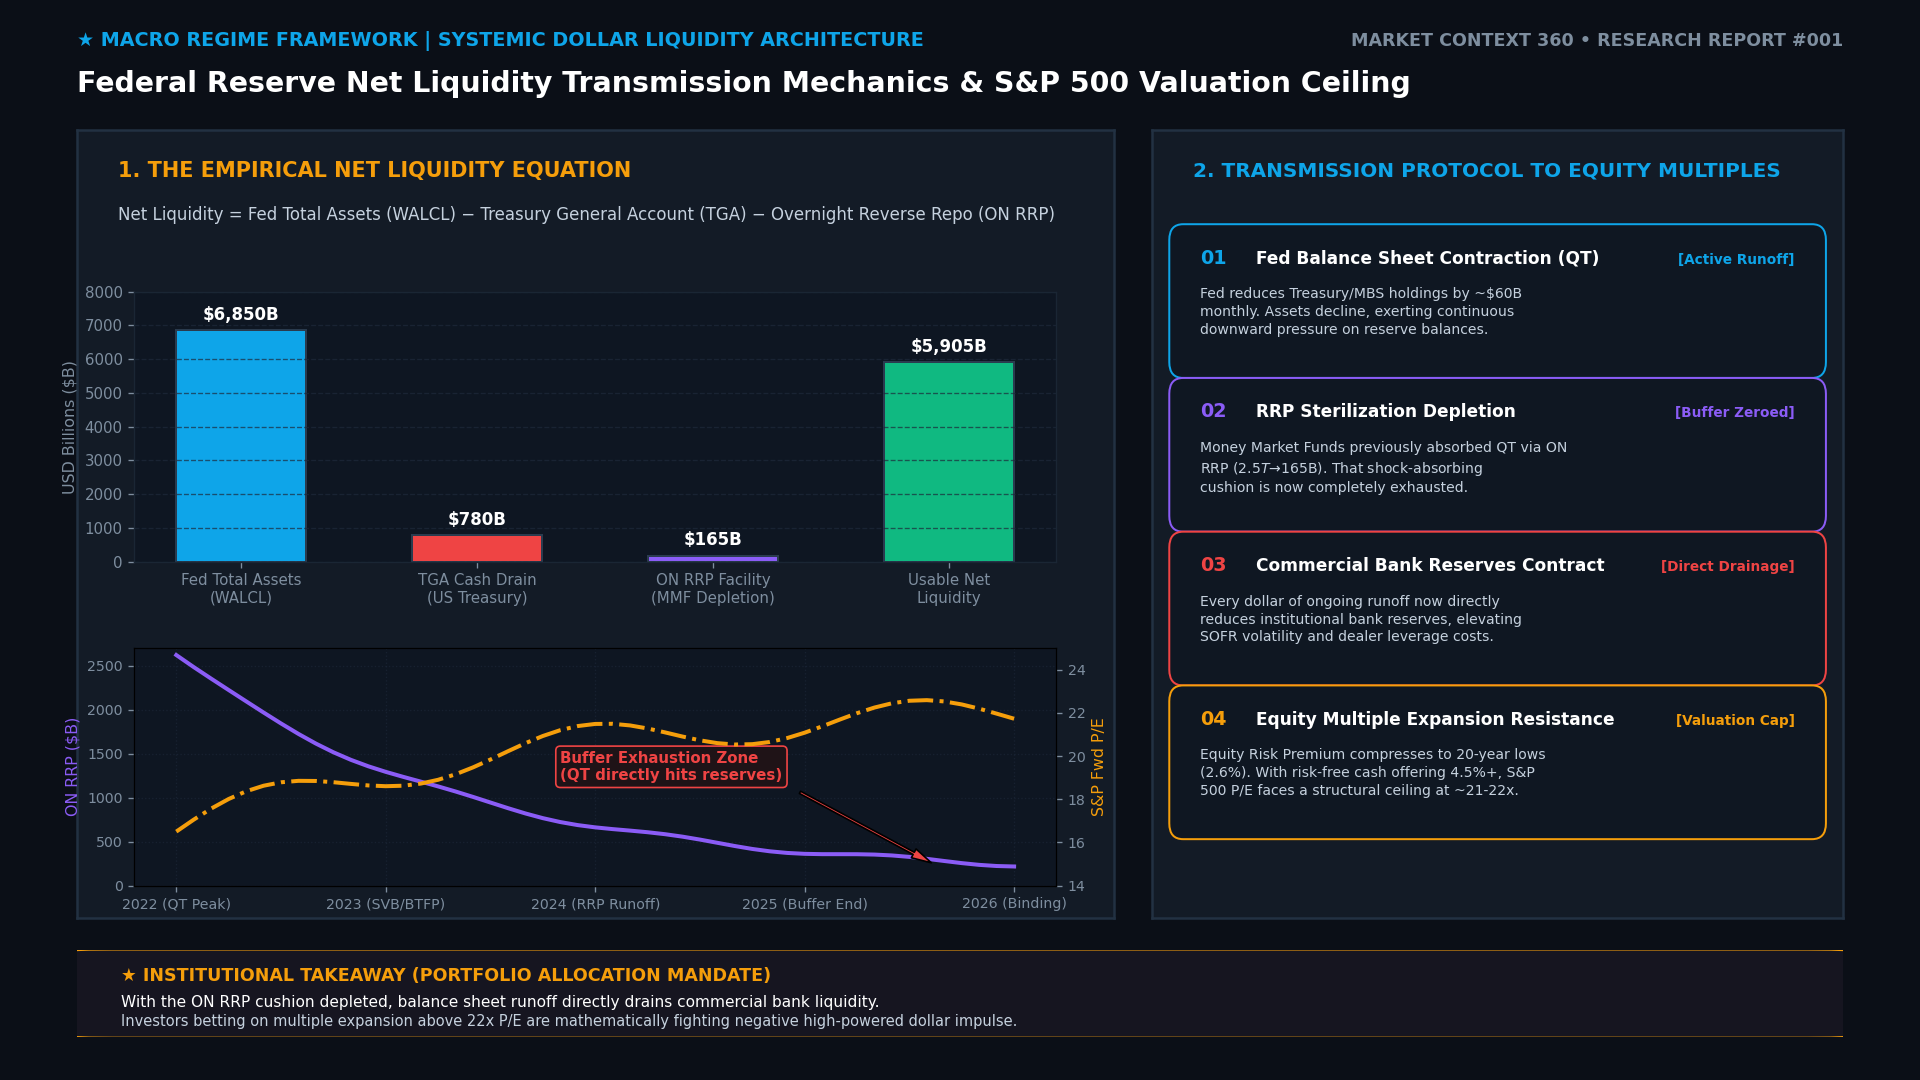 ★ MACRO REGIME FRAMEWORK | SYSTEMIC DOLLAR LIQUIDITY ARCHITECTURE
MARKET CONTEXT 360 • RESEARCH REPORT #001
Federal Reserve Net Liquidity Transmission Mechanics & S&P 500 Valuation Ceiling
1. THE EMPIRICAL NET LIQUIDITY EQUATION
Net Liquidity = Fed Total Assets (WALCL) − Treasury General Account (TGA) − Overnight Reverse Repo (ON RRP)
USD Billions ($B)
8000
7000
6000
5000
4000
3000
2000
1000
0
$6,850B
$780B
$165B
$5,905B
Fed Total Assets
(WALCL)
TGA Cash Drain
(US Treasury)
ON RRP Facility
(MMF Depletion)
Usable Net
Liquidity
ON RRP ($B)
2500
2000
1500
1000
500
0
Buffer Exhaustion Zone
(QT directly hits reserves)
24
22
20
18
16
14
S&P Fwd P/E
2022 (QT Peak)
2023 (SVB/BTFP)
2024 (RRP Runoff)
2025 (Buffer End)
2026 (Binding)
2. TRANSMISSION PROTOCOL TO EQUITY MULTIPLES
01 Fed Balance Sheet Contraction (QT) [Active Runoff]
Fed reduces Treasury/MBS holdings by ~$60B
monthly. Assets decline, exerting continuous
downward pressure on reserve balances.
02 RRP Sterilization Depletion [Buffer Zeroed]
Money Market Funds previously absorbed QT via ON
RRP (2.5T→165B). That shock-absorbing
cushion is now completely exhausted.
03 Commercial Bank Reserves Contract [Direct Drainage]
Every dollar of ongoing runoff now directly
reduces institutional bank reserves, elevating
SOFR volatility and dealer leverage costs.
04 Equity Multiple Expansion Resistance [Valuation Cap]
Equity Risk Premium compresses to 20-year lows
(2.6%). With risk-free cash offering 4.5%+, S&P
500 P/E faces a structural ceiling at ~21-22x.
★ INSTITUTIONAL TAKEAWAY (PORTFOLIO ALLOCATION MANDATE)
With the ON RRP cushion depleted, balance sheet runoff directly drains commercial bank liquidity.
Investors betting on multiple expansion above 22x P/E are mathematically fighting negative high-powered dollar impulse.